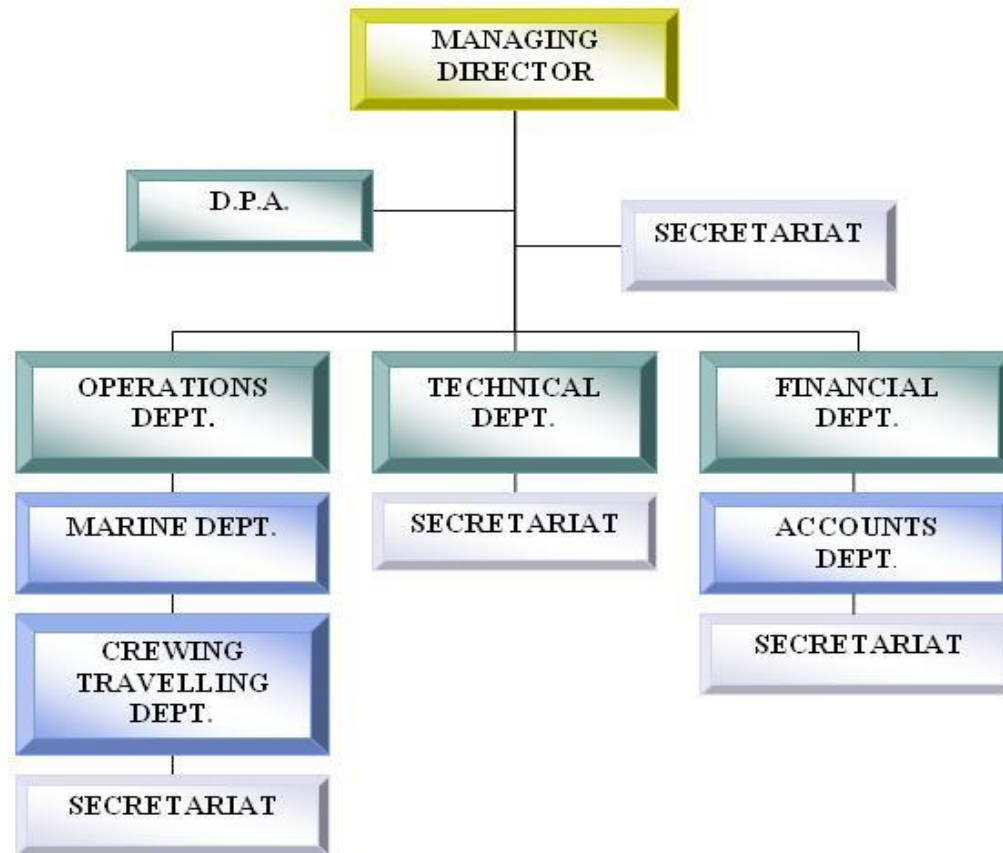 MANAGING
DIRECTOR
D.P.A.
SECRETARIAT
OPERATIONS
DEPT.
TECHNICAL
DEPT.
FINANCIAL
DEPT.
MARINE DEPT.
SECRETARIAT
ACCOUNTS
DEPT.
CREWING
TRAVELLING
DEPT.
SECRETARIAT
SECRETARIAT